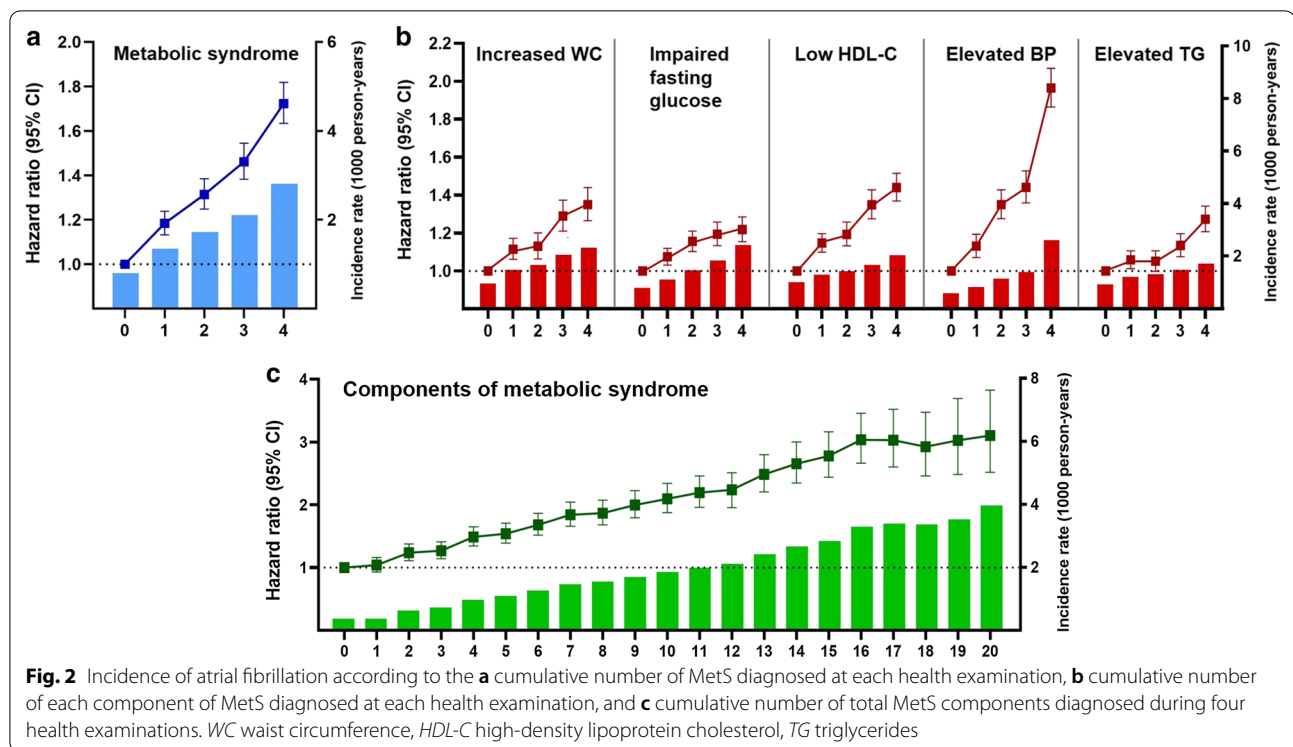 a
Metabolic syndrome
Hazard ratio (95% CI)
2.0
1.8
1.6
1.4
1.2
1.0
6
4
2
Incidence rate (1000 person-years)
0 1 2 3 4
b
Increased WC
Impaired
fasting
glucose
Low HDL-C
Elevated BP
Elevated TG
Hazard ratio (95% CI)
2.2
2.0
1.8
1.6
1.4
1.2
1.0
10
8
6
4
2
Incidence rate (1000 person-years)
0 1 2 3 4 0 1 2 3 4 0 1 2 3 4 0 1 2 3 4 0 1 2 3 4
c
Components of metabolic syndrome
Hazard ratio (95% CI)
4
3
2
1
8
6
4
2
Incidence rate (1000 person-years)
0 1 2 3 4 5 6 7 8 9 10 11 12 13 14 15 16 17 18 19 20
Fig. 2 Incidence of atrial fibrillation according to the a cumulative number of MetS diagnosed at each health examination, b cumulative number
of each component of MetS diagnosed at each health examination, and c cumulative number of total MetS components diagnosed during four
health examinations. WC waist circumference, HDL-C high-density lipoprotein cholesterol, TG triglycerides